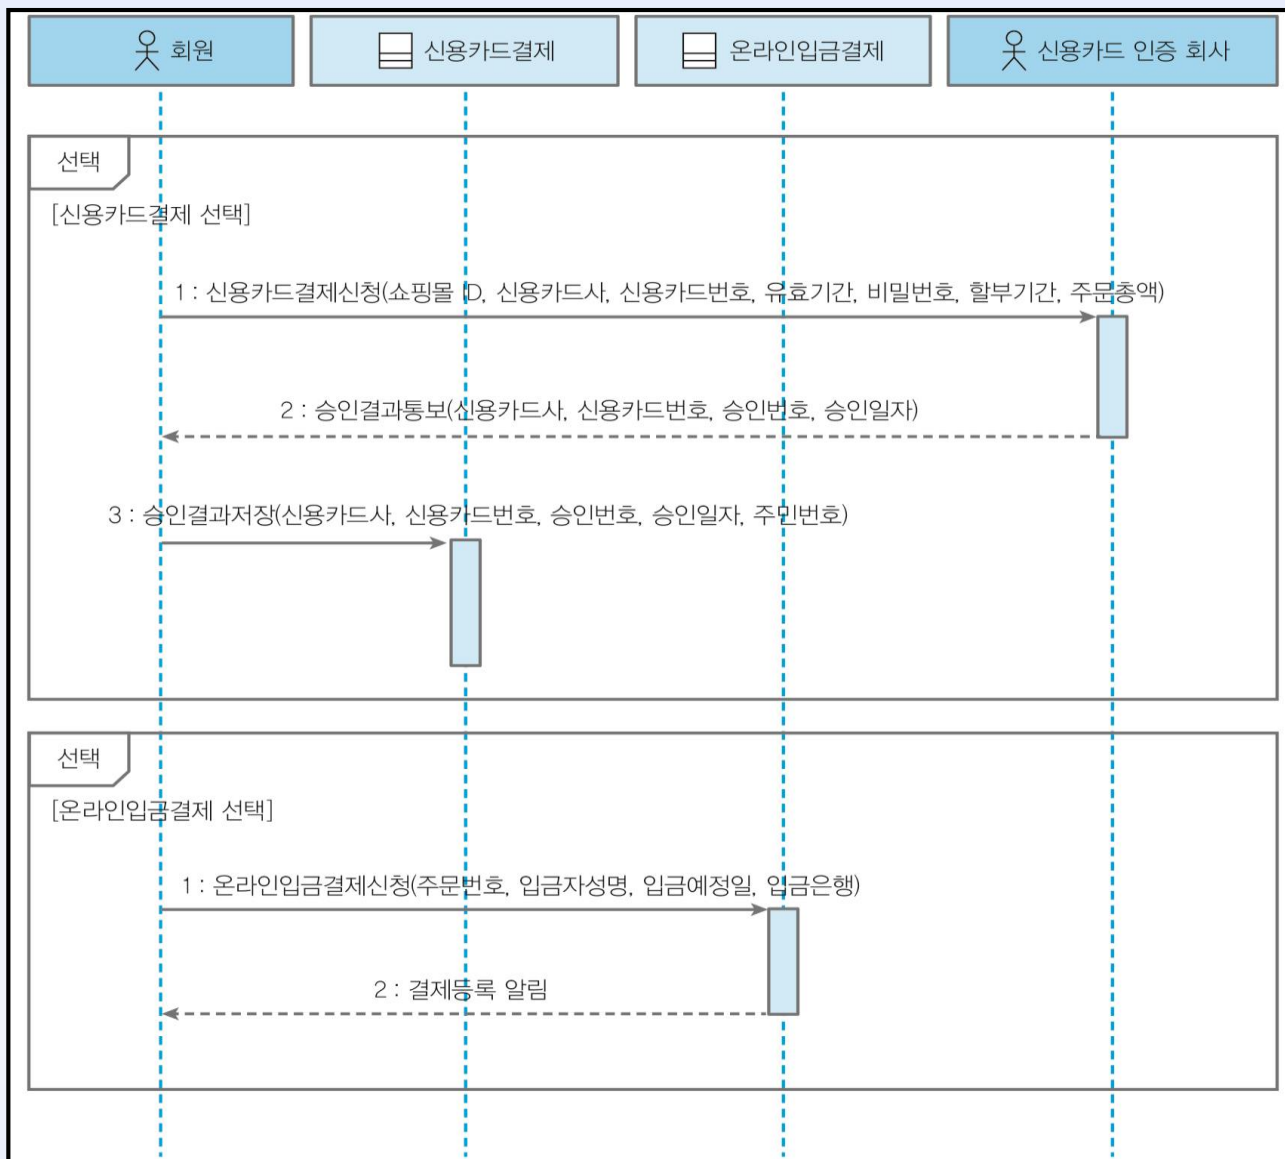 회원
신용카드결제
온라인입금결제
신용카드 인증 회사
선택
[신용카드결제 선택]
1 : 신용카드결제신청(쇼핑몰 ID, 신용카드사, 신용카드번호, 유효기간, 비밀번호, 할부기간, 주문총액)
2 : 승인결과통보(신용카드사, 신용카드번호, 승인번호, 승인일자)
3 : 승인결과저장(신용카드사, 신용카드번호, 승인번호, 승인일자, 주민번호)
선택
[온라인입금결제 선택]
1 : 온라인입금결제신청(주문번호, 입금자성명, 입금예정일, 입금은행)
2 : 결제등록 알림